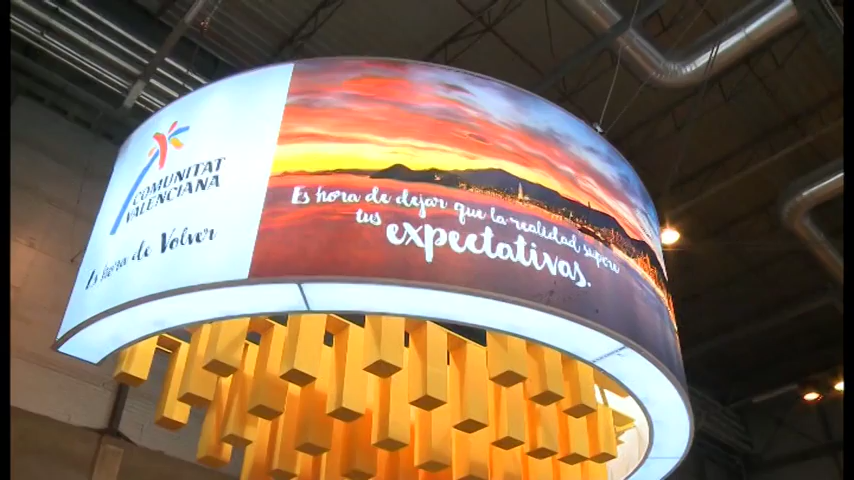 COMUNITAT
VALENCIANA
Es hora de Volver
Es hora de dejar que la realidad supere
tus
expectativas.